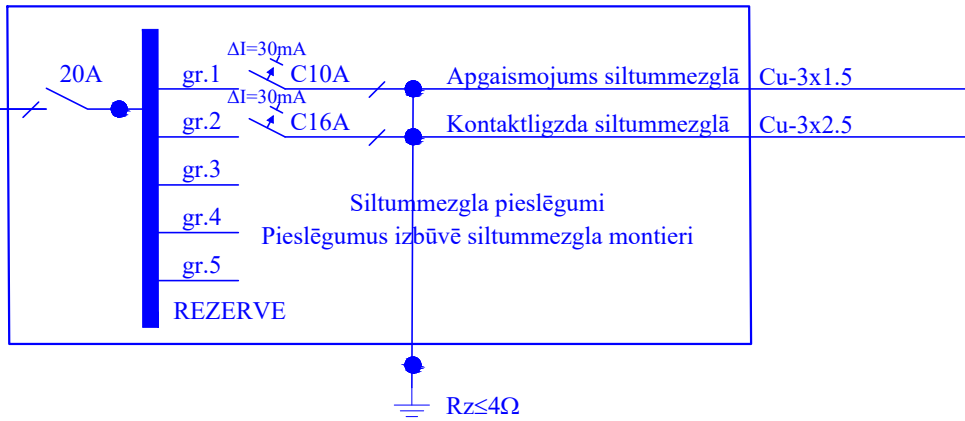 ΔI=30mA
20A
gr.1
C10A
Apgaismojums siltummezglā
Cu-3x1.5
ΔI=30mA
gr.2
C16A
Kontaktligzda siltummezglā
Cu-3x2.5
gr.3
Siltummezgla pieslēgumi
gr.4
Pieslēgumus izbūvē siltummezgla montieri
gr.5
REZERVE
Rz≤4Ω